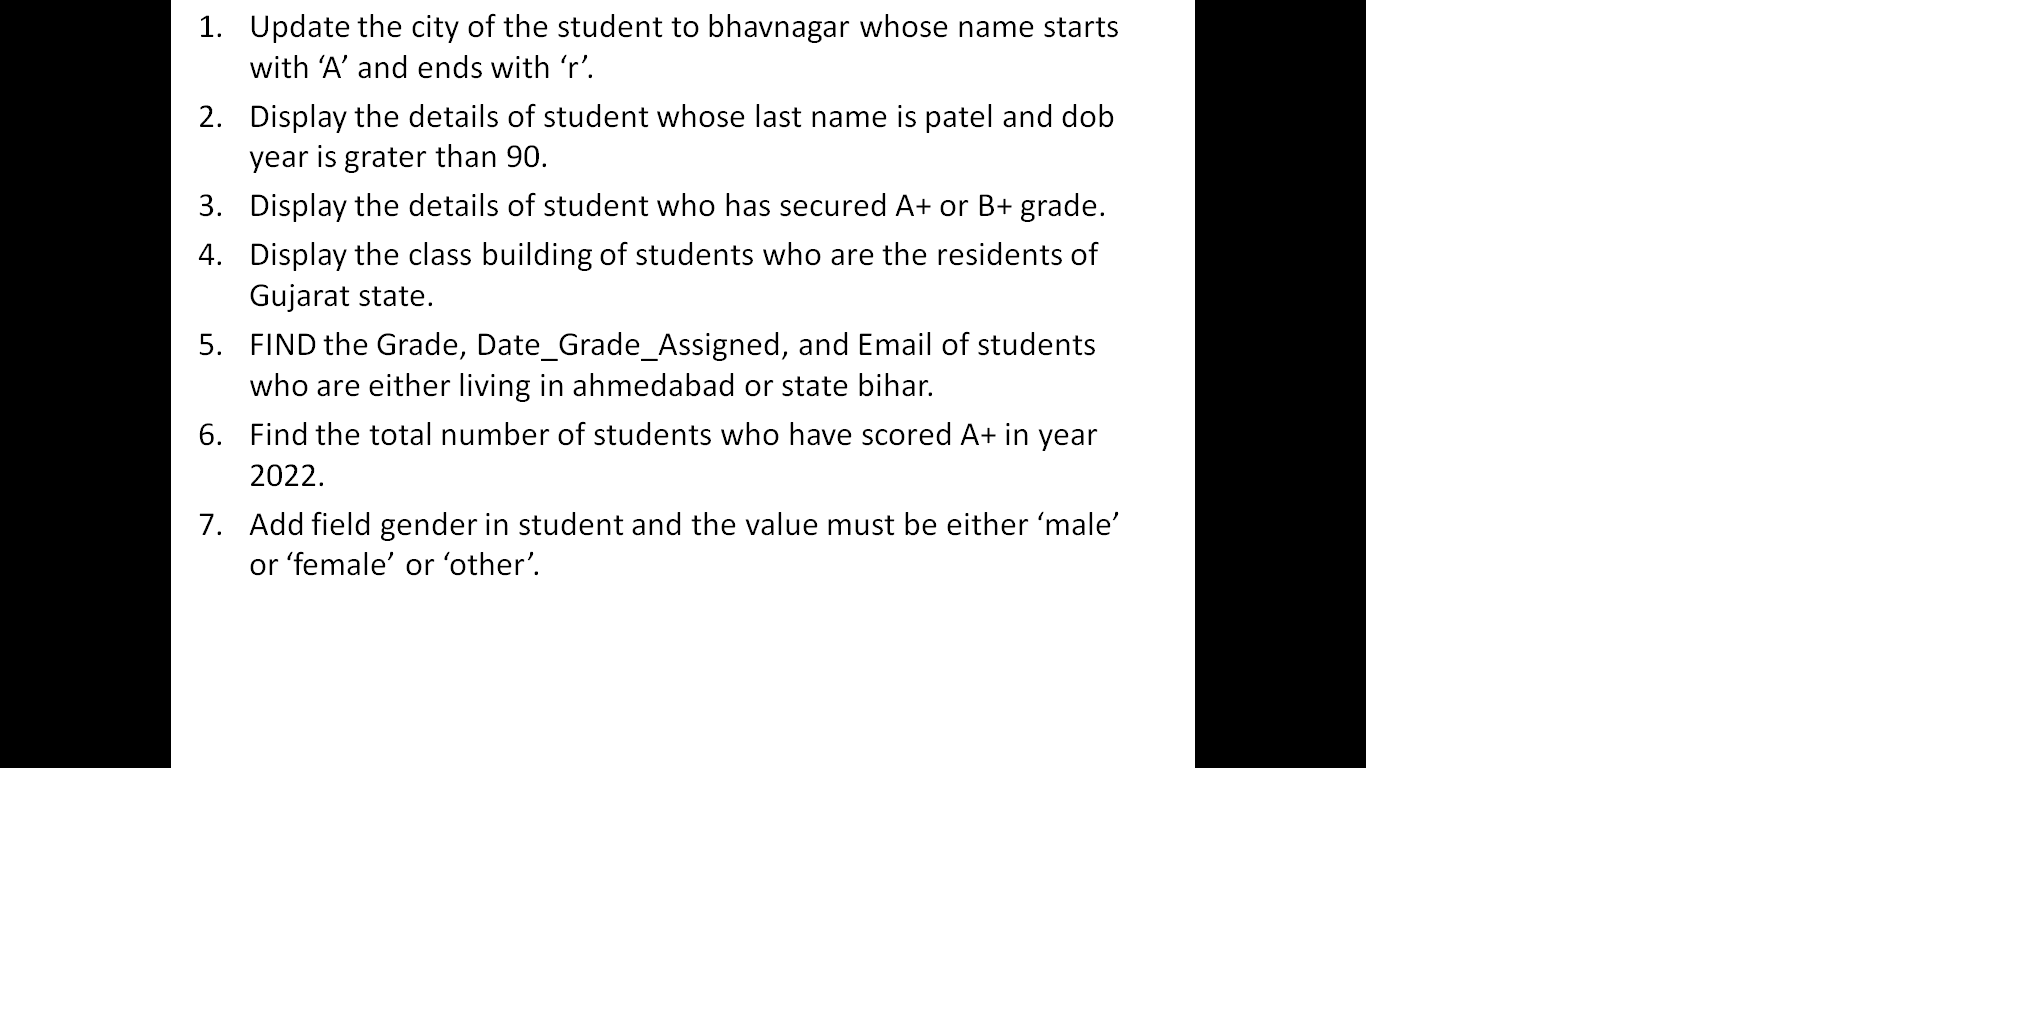 1. Update the city of the student to bhavnagar whose name starts
with ‘A’ and ends with ‘r’.
2. Display the details of student whose last name is patel and dob
year is grater than 90.
3. Display the details of student who has secured A+ or B+ grade.
4. Display the class building of students who are the residents of
Gujarat state.
5. FIND the Grade, Date_Grade_Assigned, and Email of students
who are either living in ahmedabad or state bihar.
6. Find the total number of students who have scored A+ in year
2022.
7. Add field gender in student and the value must be either ‘male’
or ‘female’ or ‘other’.